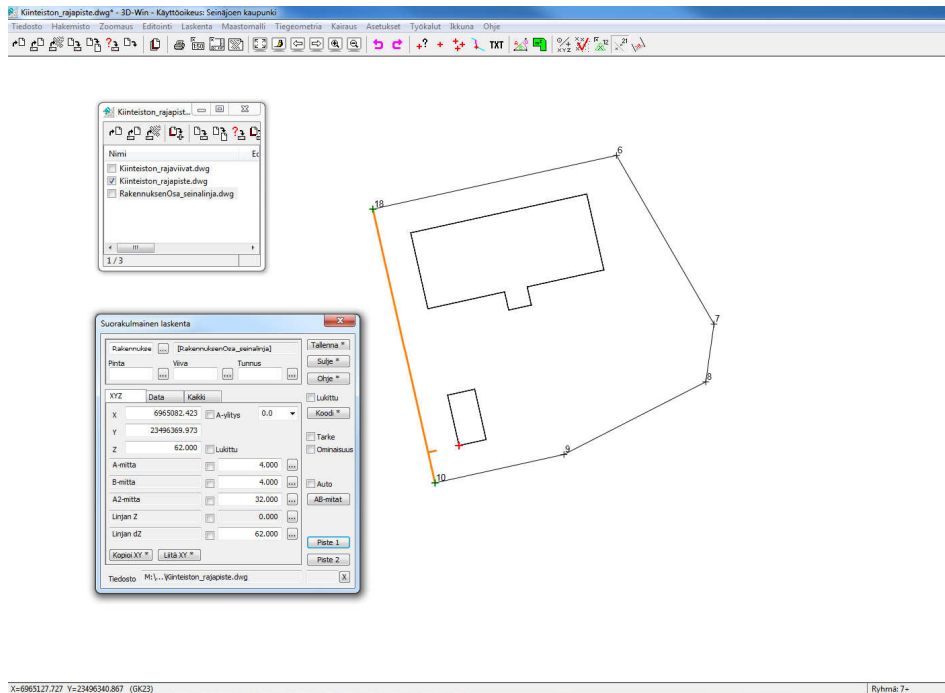 Kiinteiston_rajapiste.dwg* - 3D-Win - Käyttöoikeus: Seinäjoen kaupunki
Tiedosto Hakemisto Zoomaus Editointi Laskenta Maastomalli Tiegeometria Kairaus Asetukset Työkalut Ikkuna Ohje
TXT
Kiinteiston_rajapist...
Nimi
Kiinteiston_rajaviivat.dwg
Kiinteiston_rajapiste.dwg
RakennuksenOsa_seinalinja.dwg
1 / 3
6
18
7
8
9
10
Suorakulmainen laskenta
Rakennukse ... [RakennuksenOsa_seinalinja] Tallenna *
Pinta Viiva Tunnus Sulje *
Ohje *
XYZ Data Kaikki Lukittu
X 6965082.423 A-ylitys 0.0 Koodi *
Y 23496369.973 Tarke
Z 62.000 Lukittu Ominaisuus
A-mitta 4.000 ...
B-mitta 4.000 ... Auto
A2-mitta 32.000 ... AB-mitat
Linjan Z 0.000 ...
Linjan dZ 62.000 ...
Piste 1
Kopioi XY * Liitä XY * Piste 2
Tiedosto M:\...\Kiinteiston_rajapiste.dwg X
X=6965127.727 Y=23496340.867 (GK23) Ryhmä: 7+